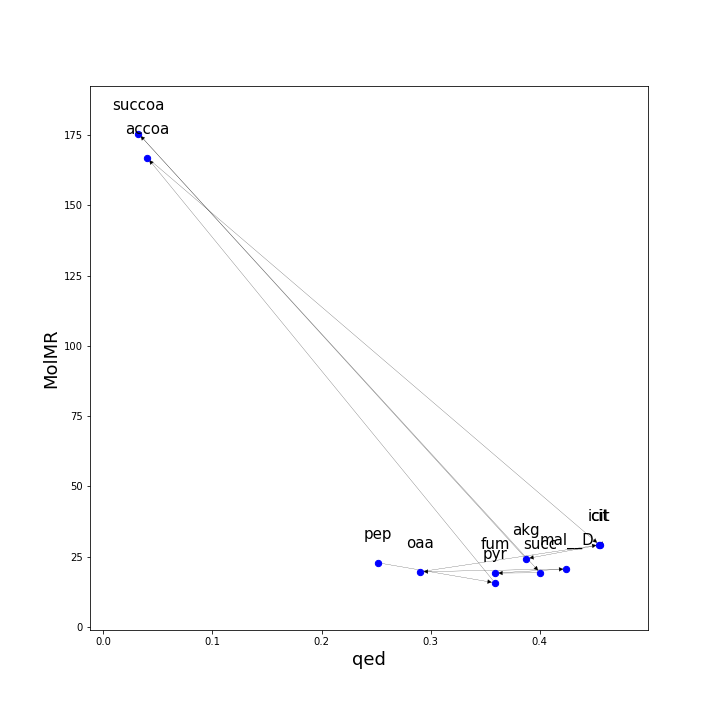 succoa
accoa
175
150
125
100
75
50
25
0
MolMR
icit
cit
pep
oaa
akg
fum
succ
mal__D
pyr
0.0
0.1
0.2
0.3
0.4
qed